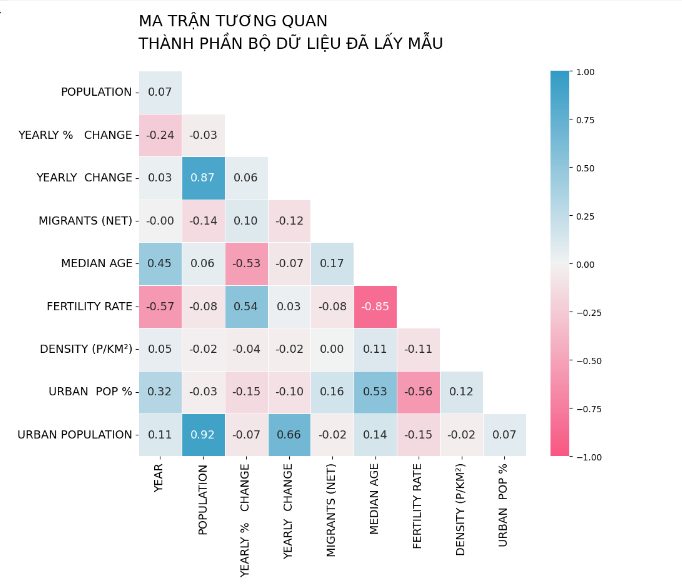 MA TRẬN TƯƠNG QUAN
THÀNH PHẦN BỘ DỮ LIỆU ĐÃ LẤY MẪU
POPULATION 0.07
YEARLY % CHANGE -0.24 -0.03
YEARLY CHANGE 0.03 0.87 0.06
MIGRANTS (NET) -0.00 -0.14 0.10 -0.12
MEDIAN AGE 0.45 0.06 -0.53 -0.07 0.17
FERTILITY RATE -0.57 -0.08 0.54 0.03 -0.08 -0.85
DENSITY (P/KM²) 0.05 -0.02 -0.04 -0.02 0.00 0.11 -0.11
URBAN POP % 0.32 -0.03 -0.15 -0.10 0.16 0.53 -0.56 0.12
URBAN POPULATION 0.11 0.92 -0.07 0.66 -0.02 0.14 -0.15 -0.02 0.07
YEAR
POPULATION
YEARLY % CHANGE
YEARLY CHANGE
MIGRANTS (NET)
MEDIAN AGE
FERTILITY RATE
DENSITY (P/KM²)
URBAN POP %
1.00
0.75
0.50
0.25
0.00
−0.25
−0.50
−0.75
−1.00